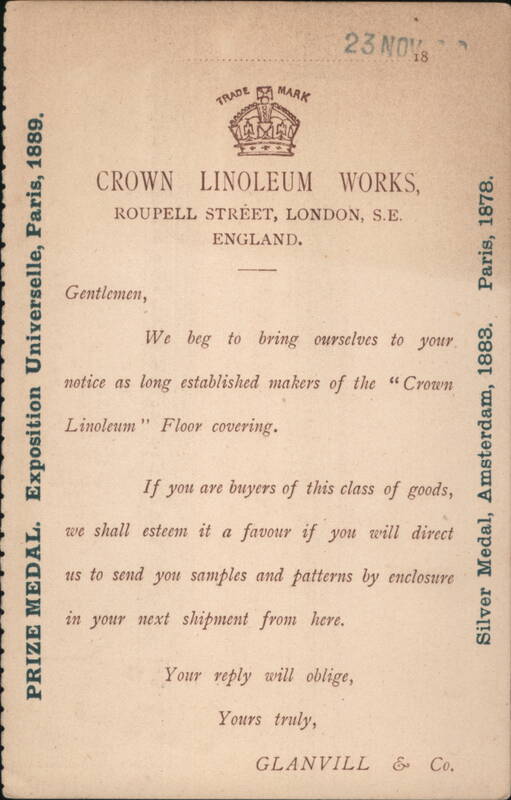 23 NOV
18
TRADE MARK
CROWN LINOLEUM WORKS,
ROUPELL STREET, LONDON, S.E.
ENGLAND.
Gentlemen,
We beg to bring ourselves to your
notice as long established makers of the "Crown
Linoleum" Floor covering.
If you are buyers of this class of goods,
we shall esteem it a favour if you will direct
us to send you samples and patterns by enclosure
in your next shipment from here.
Your reply will oblige,
Yours truly,
GLANVILL & Co.
PRIZE MEDAL. Exposition Universelle, Paris, 1889.
Silver Medal, Amsterdam, 1883. Paris, 1878.